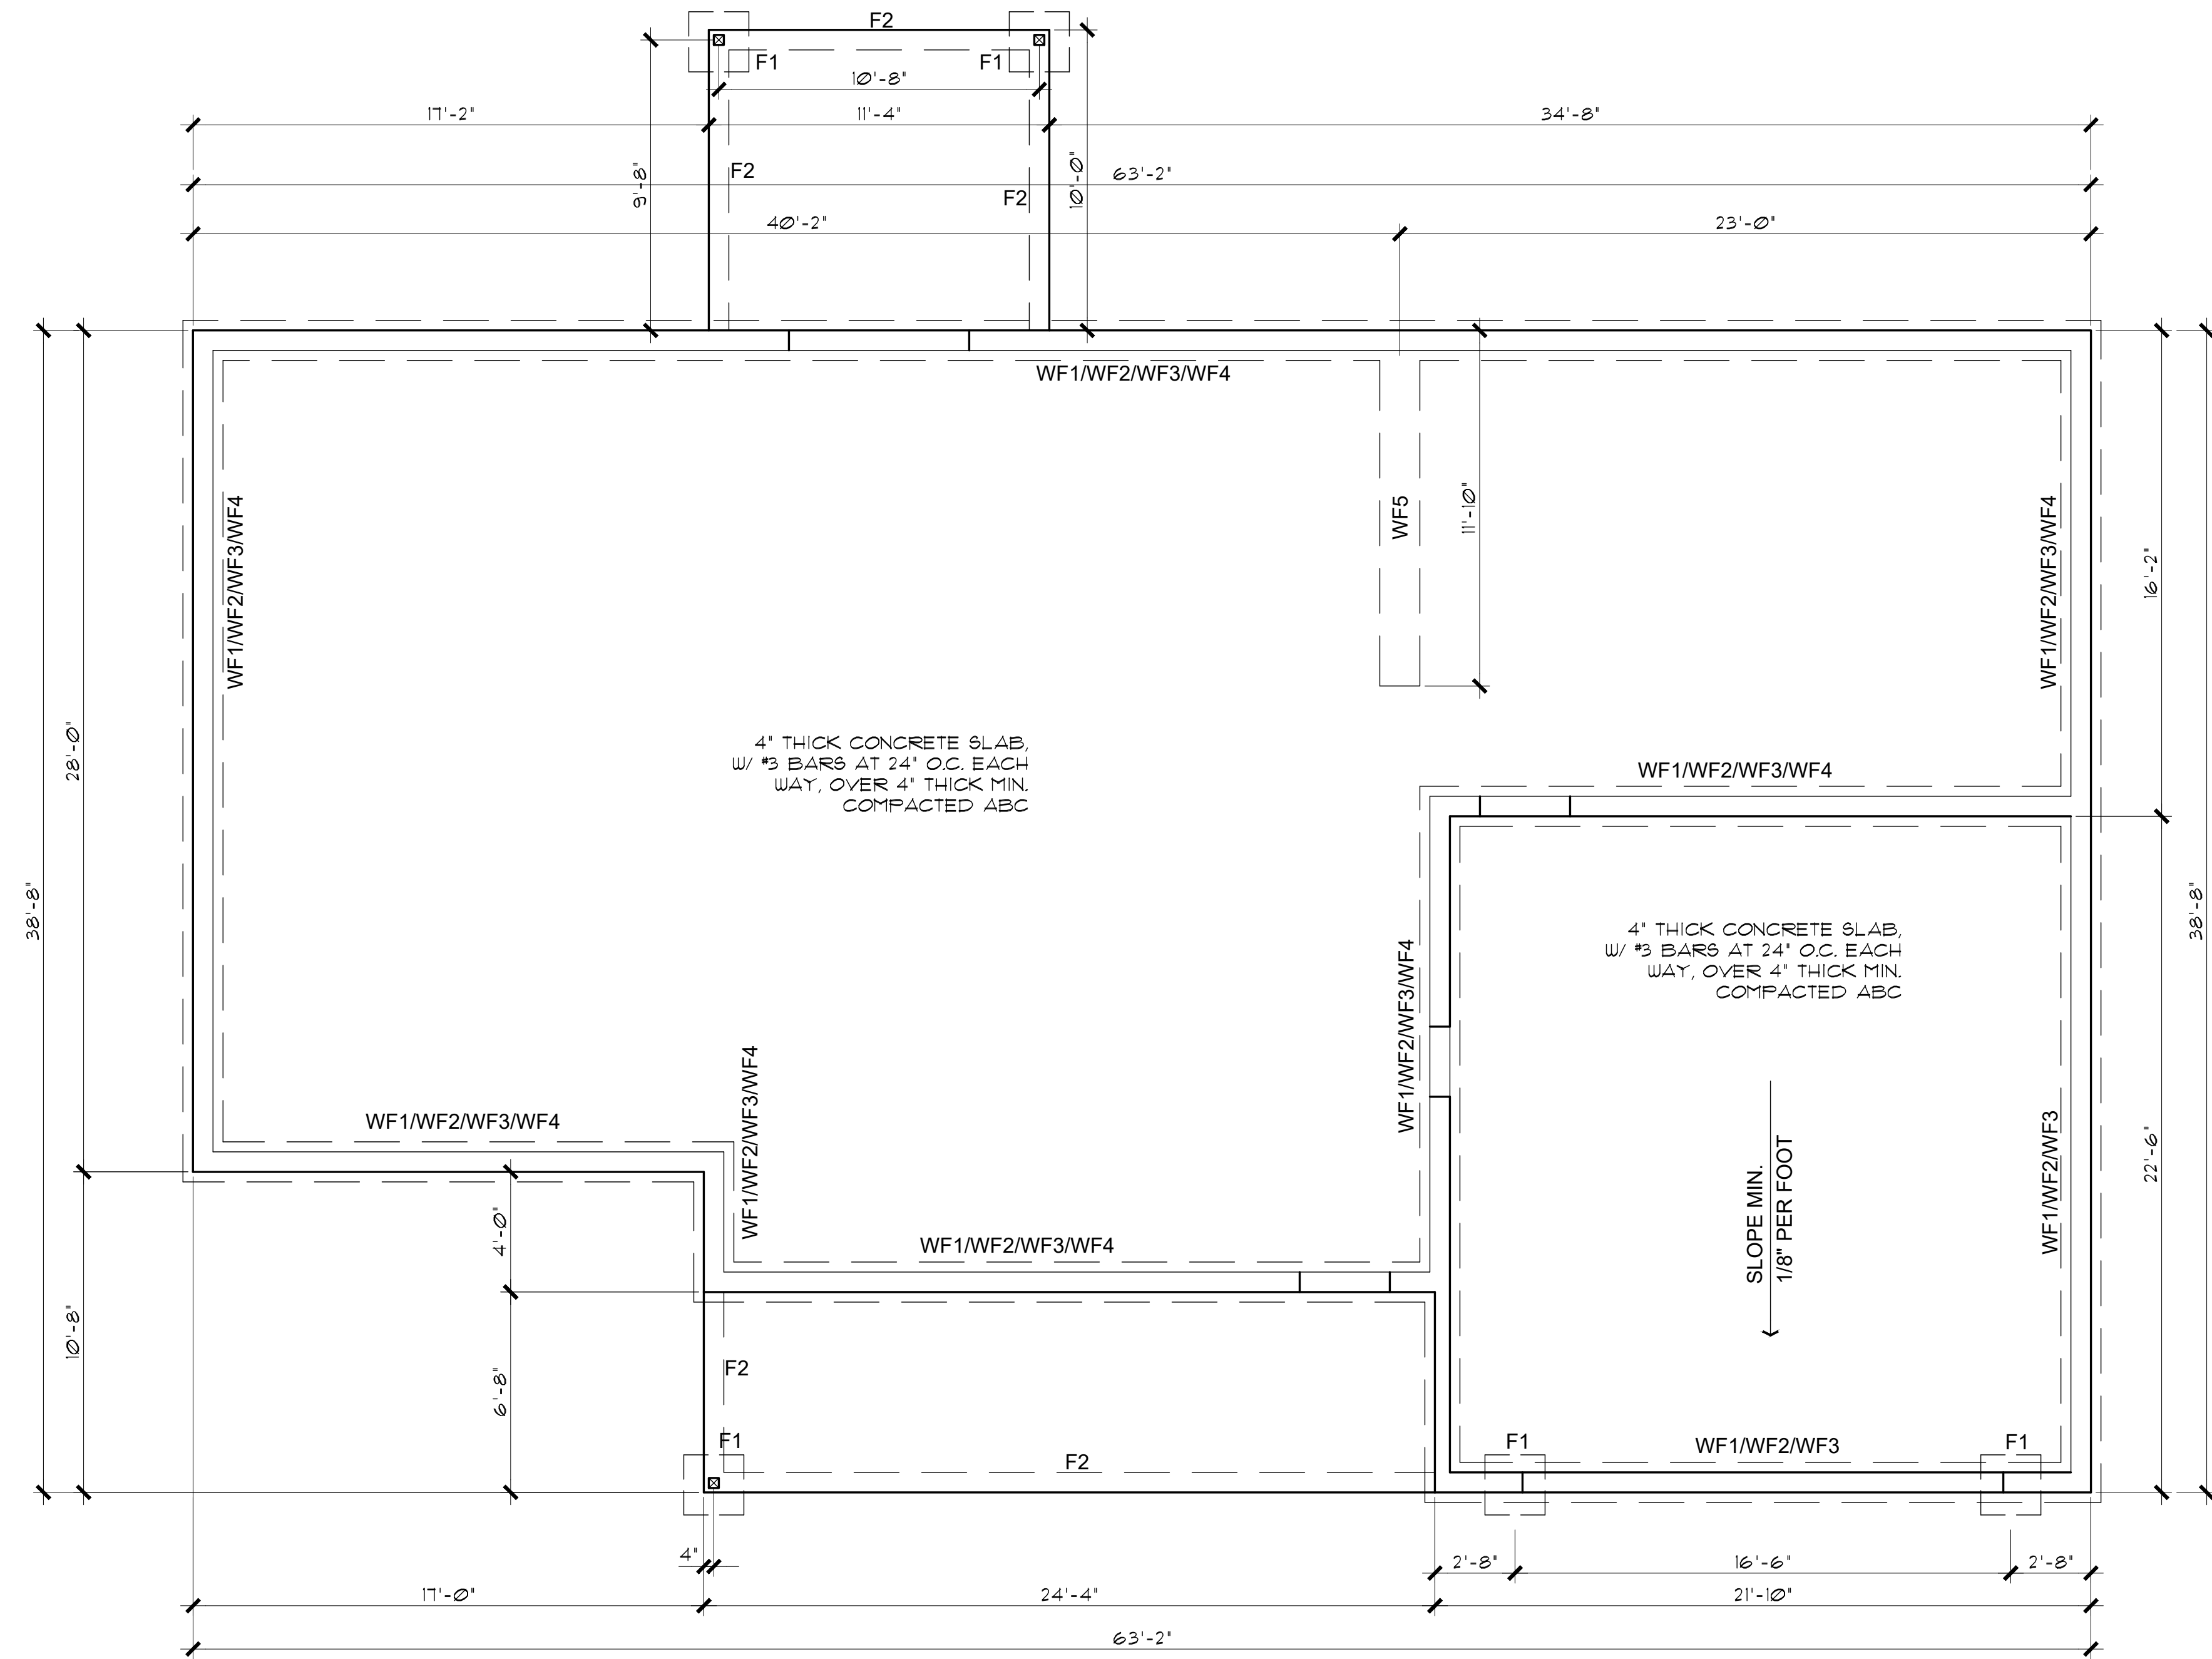 F2
F1
F1
10'-8"
17'-2"
11'-4"
34'-8"
9'-8"
F2
63'-2"
10'-0"
F2
40'-2"
23'-0"
WF1/WF2/WF3/WF4
WF1/WF2/WF3/WF4
WF5
11'-10"
WF1/WF2/WF3/WF4
16'-2"
28'-0"
38'-8"
4" THICK CONCRETE SLAB,
W/ #3 BARS AT 24" O.C. EACH
WAY, OVER 4" THICK MIN.
COMPACTED ABC
WF1/WF2/WF3/WF4
38'-8"
4" THICK CONCRETE SLAB,
W/ #3 BARS AT 24" O.C. EACH
WAY, OVER 4" THICK MIN.
COMPACTED ABC
WF1/WF2/WF3/WF4
WF1/WF2/WF3/WF4
WF1/WF2/WF3/WF4
SLOPE MIN.
1/8" PER FOOT
WF1/WF2/WF3
22'-6"
4'-0"
WF1/WF2/WF3/WF4
10'-8"
6'-8"
F2
F1
F2
F1
WF1/WF2/WF3
F1
4"
2'-8"
16'-6"
2'-8"
17'-0"
24'-4"
21'-10"
63'-2"